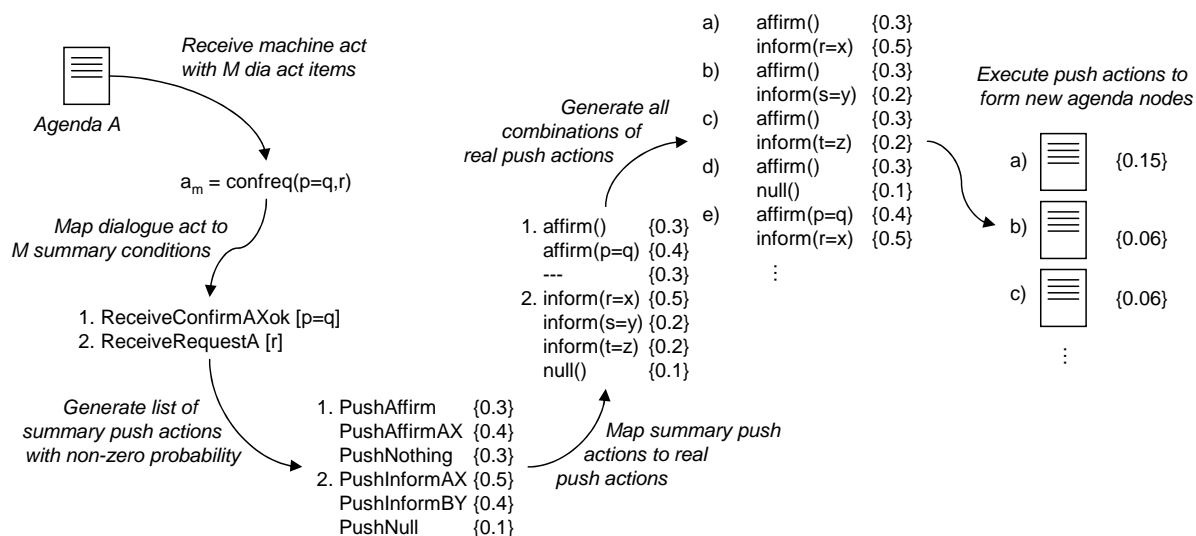 Receive machine act
with M dia act items
Agenda A
a_m = confreq(p=q,r)
Map dialogue act to
M summary conditions
1. ReceiveConfirmAXok [p=q]
2. ReceiveRequestA [r]
Generate list of
summary push actions
with non-zero probability
1. PushAffirm {0.3}
PushAffirmAX {0.4}
PushNothing {0.3}
2. PushInformAX {0.5}
PushInformBY {0.4}
PushNull {0.1}
Map summary push
actions to real
push actions
1. affirm() {0.3}
affirm(p=q) {0.4}
--- {0.3}
2. inform(r=x) {0.5}
inform(s=y) {0.2}
inform(t=z) {0.2}
null() {0.1}
Generate all
combinations of
real push actions
a) affirm() {0.3}
inform(r=x) {0.5}
b) affirm() {0.3}
inform(s=y) {0.2}
c) affirm() {0.3}
inform(t=z) {0.2}
d) affirm() {0.3}
null() {0.1}
e) affirm(p=q) {0.4}
inform(r=x) {0.5}
⋮
Execute push actions to
form new agenda nodes
a) {0.15}
b) {0.06}
c) {0.06}
⋮